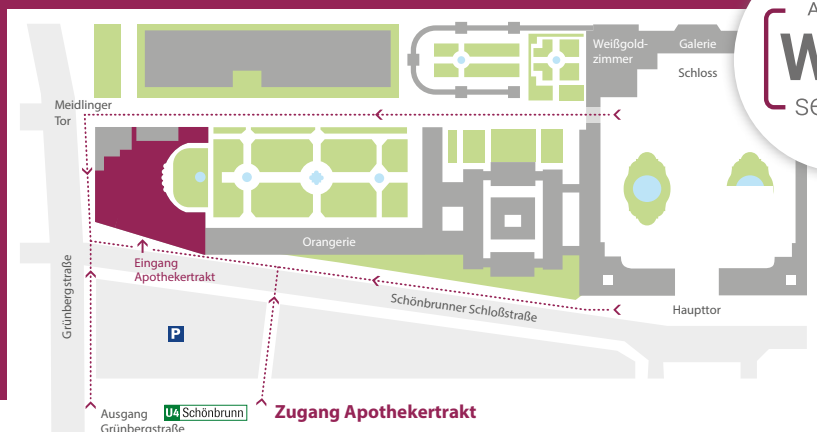 A
W
se
Weißgold-
zimmer
Galerie
Schloss
Meidlinger
Tor
Orangerie
Eingang
Apothekertrakt
Grünbergstraße
Schönbrunner Schloßstraße
Haupttor
P
Ausgang
Grünbergstraße
U4 Schönbrunn
Zugang Apothekertrakt